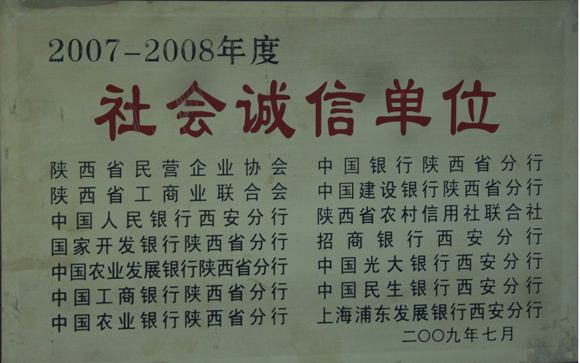 2007-2008年度
社会诚信单位
陕西省民营企业协会
陕西省工商业联合会
中国人民银行西安分行
国家开发银行陕西省分行
中国农业发展银行陕西省分行
中国工商银行陕西省分行
中国农业银行陕西省分行
中国银行陕西省分行
中国建设银行陕西省分行
陕西省农村信用社联合社
招商银行西安分行
中国光大银行西安分行
中国民生银行西安分行
上海浦东发展银行西安分行
二〇〇九年七月